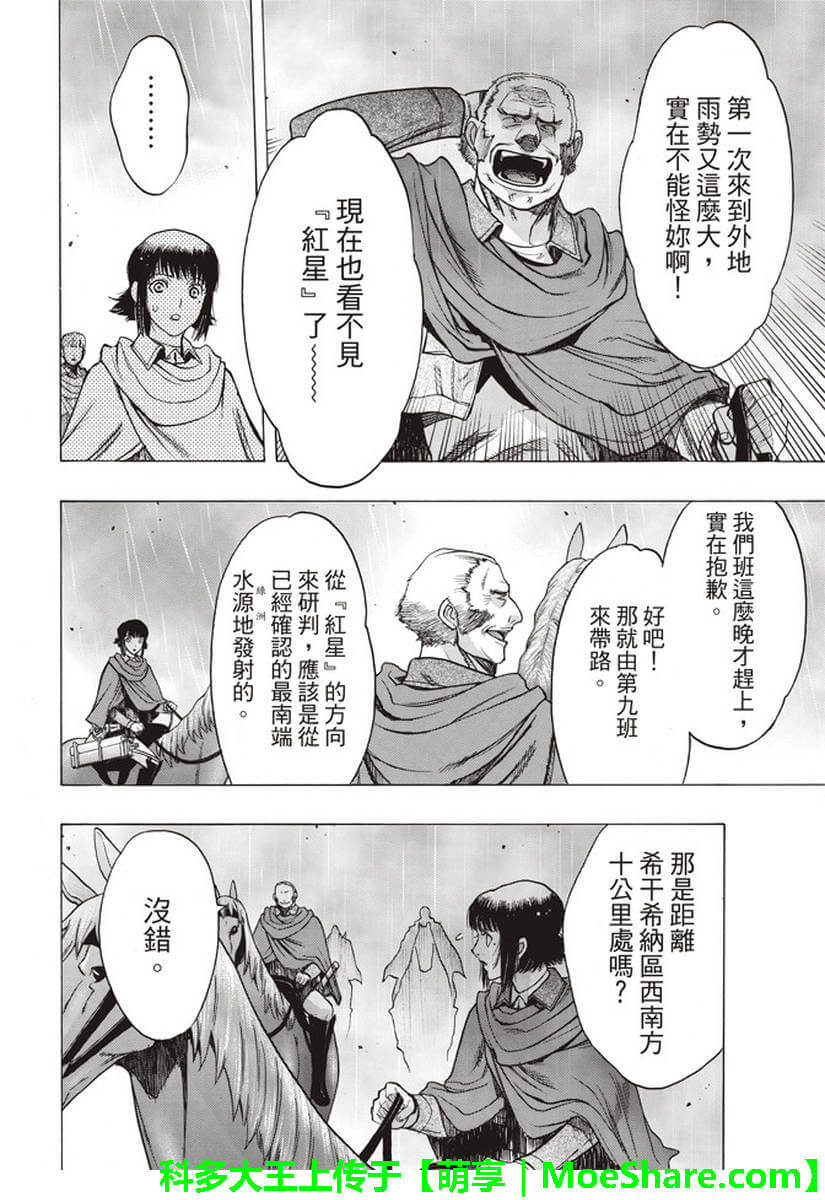 第一次來到外地
雨勢又這麼大，
實在不能怪妳啊！
現在也看不見
『紅星』了～～～
………
我們班這麼晚才趕上，
實在抱歉。
好吧！
那就由第九班
來帶路。
從『紅星』的方向
來研判，應該是從
已經確認的最南端
綠洲
水源地發射的。
那是距離
希干希納區西南方
十公里處嗎？
沒錯。
科多大王上传于【萌享/MoeShare.com】